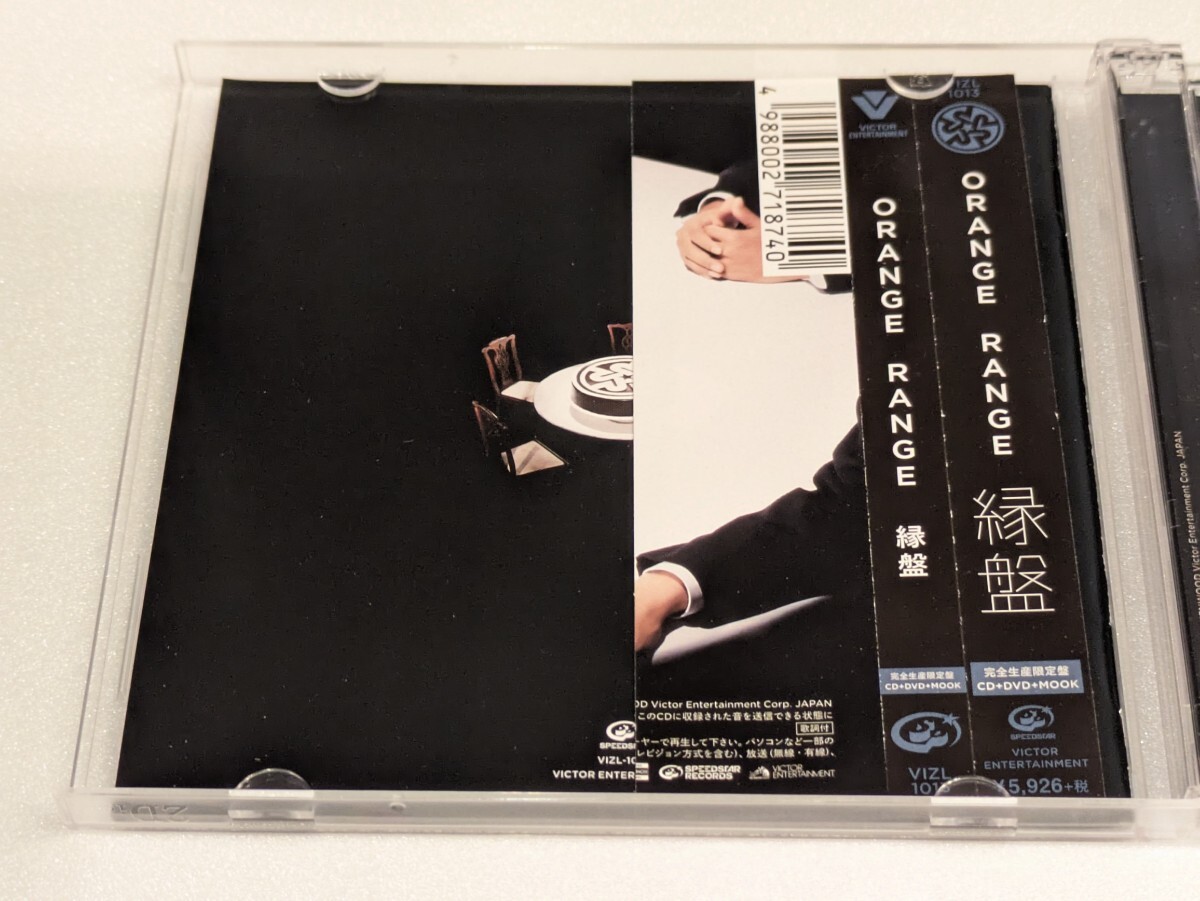 4 988002 718740
VICTOR
ENTERTAINMENT
ORANGE RANGE
縁盤
完全生産限定盤
CD+DVD+MOOK
VIZL
1013
VIZL
1013
ORANGE RANGE
縁盤
完全生産限定盤
CD+DVD+MOOK
SPEEDSTAR
VICTOR
ENTERTAINMENT
¥5,926+税
OD Victor Entertainment Corp. JAPAN
このCDに収録された音を送信できる状態に
歌詞付
ヤーで再生して下さい。パソコンなど一部の
レビジョン方式を含む)、放送(無線・有線)、
SPEEDSTAR
RECORDS
VICTOR
ENTERTAINMENT
SPEEDS
VIZL-10
VICTOR ENTER
WOOD Victor Entertainment Corp. JAPAN